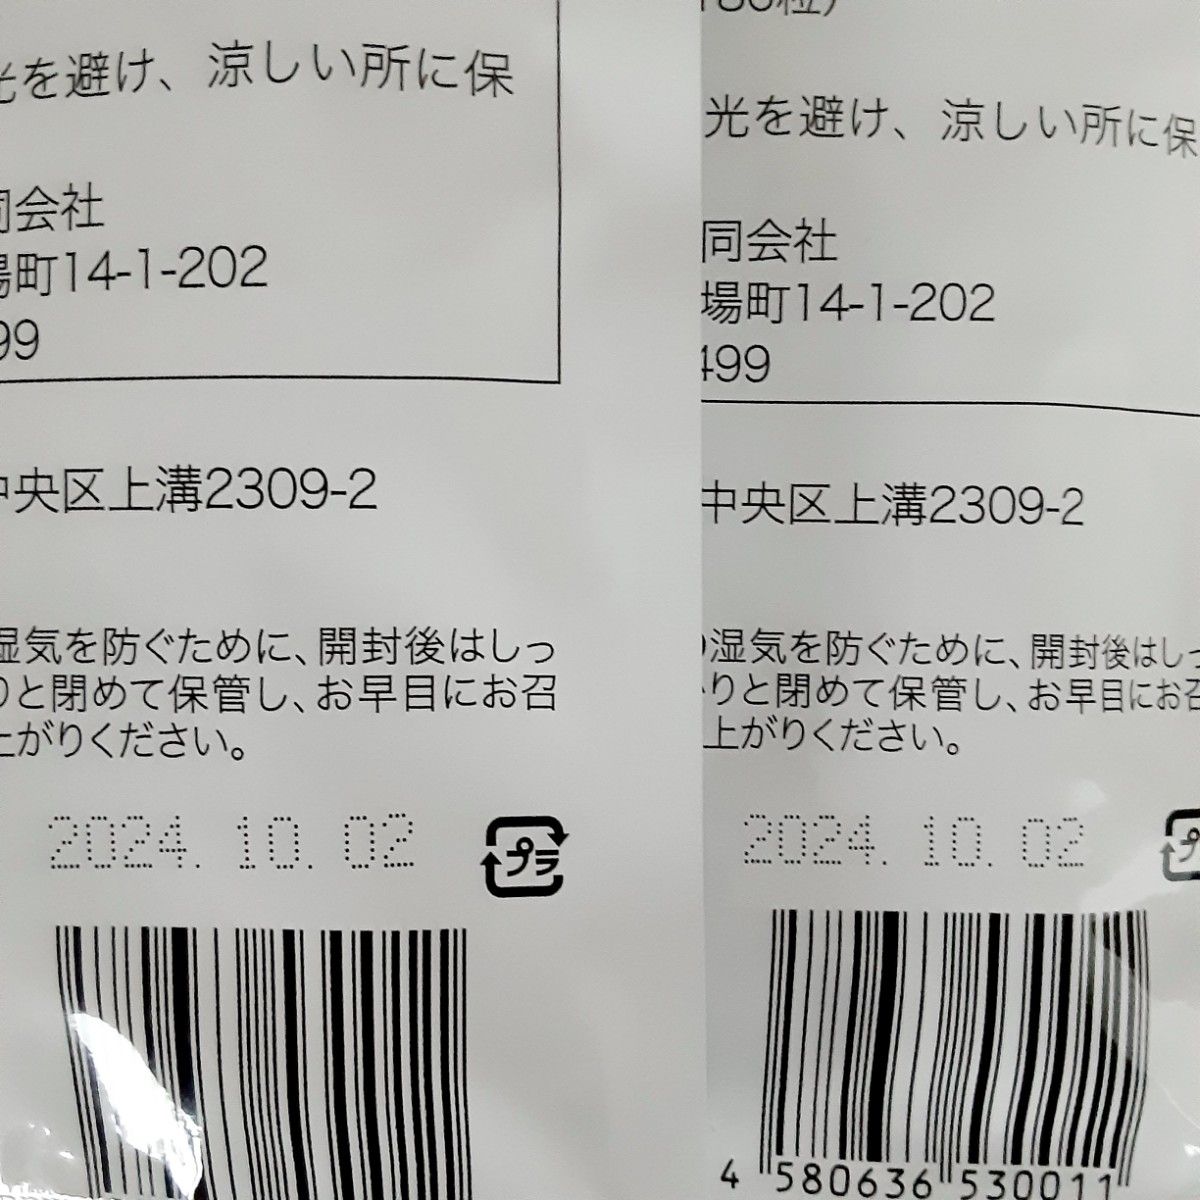 光を避け、涼しい所に保
同会社
場町14-1-202
99
中央区上溝2309-2
湿気を防ぐために、開封後はしっ
りと閉めて保管し、お早目にお召
上がりください。
2024.10.02
プラ
光を避け、涼しい所に保
同会社
場町14-1-202
499
中央区上溝2309-2
湿気を防ぐために、開封後はしっ
りと閉めて保管し、お早目にお召
上がりください。
2024.10.02
プ
4 580636 530011